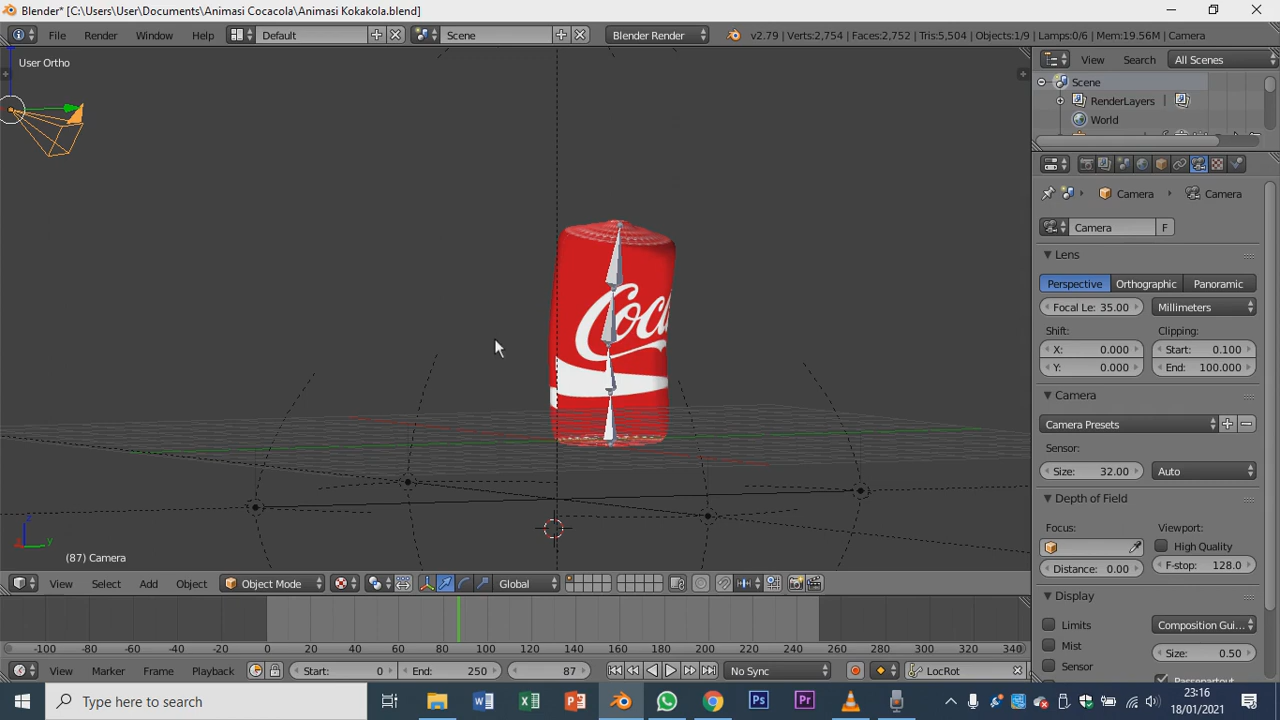 Blender* [C:\Users\User\Documents\Animasi Cocacola\Animasi Kokakola.blend]
File Render Window Help Default Scene Blender Render v2.79 | Verts:2,754 | Faces:2,752 | Tris:5,504 | Objects:1/9 | Lamps:0/6 | Mem:19.56M | Camera
User Ortho
View Search All Scenes
Scene
RenderLayers
World
Camera Camera
Camera F
Lens
Perspective Orthographic Panoramic
Focal Le: 35.00 Millimeters
Shift: Clipping:
X: 0.000 Start: 0.100
Y: 0.000 End: 100.000
Camera
Camera Presets
Sensor:
Size: 32.00 Auto
Depth of Field
Focus: Viewport:
High Quality
Distance: 0.00 F-stop: 128.0
Display
Limits Composition Gui...
Mist Size: 0.50
Sensor
Coca
z
y
(87) Camera
View Select Add Object Object Mode Global
-100 -80 -60 -40 -20 0 20 40 60 80 100 120 140 160 180 200 220 240 260 280 300 320 340
View Marker Frame Playback Start: 0 End: 250 87 No Sync LocRot
Type here to search
23:16
18/01/2021